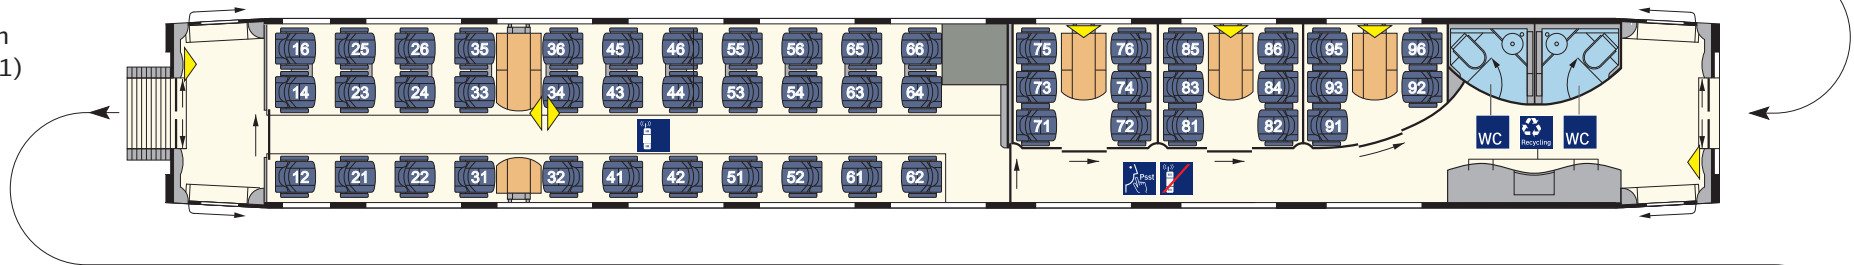 n
1)
16 25 26 35 36 45 46 55 56 65 66
14 23 24 33 34 43 44 53 54 63 64
12 21 22 31 32 41 42 51 52 61 62
75 76 85 86 95 96
73 74 83 84 93 92
71 72 81 82 91
WC Recycling WC
Psst